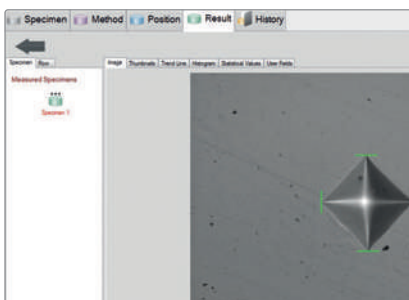 Specimen Method Position Result History
Specimen Row Image Thumbnails Trend Line Histogram Statistical Values User Fields
Measured Specimens
Specimen 1